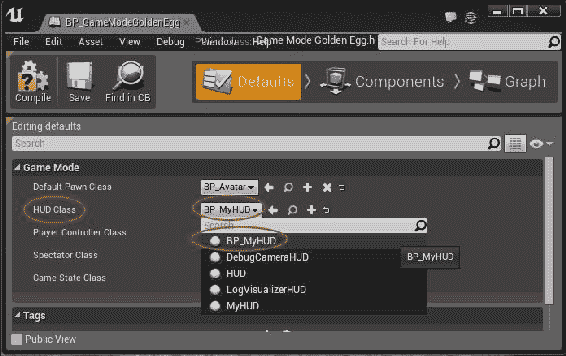 BP_GameModeGoldenEgg
File Edit Asset View Debug Window Help Game Mode Golden Egg.h Search For Help
Compile Save Find in CB Defaults Components Graph
Editing defaults
Search
Game Mode
Default Pawn Class BP_Avatar
HUD Class BP_MyHUD
Player Controller Class Search
Spectator Class BP_MyHUD
DebugCameraHUD BP_MyHUD
HUD
Game State Class LogVisualizerHUD
MyHUD
Tags
Public View